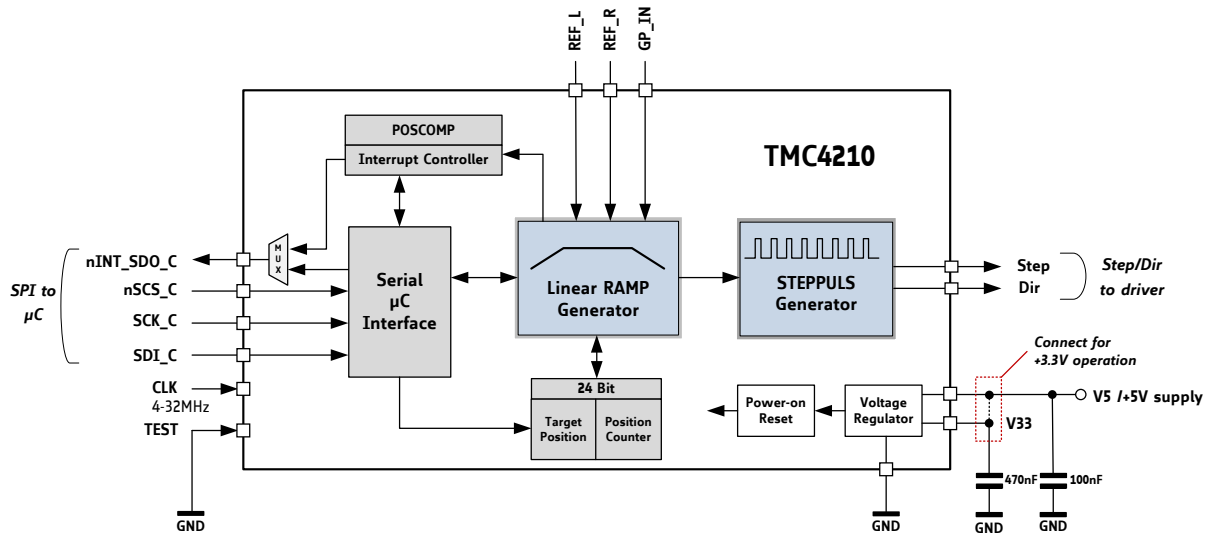 REF_L
REF_R
GP_IN
TMC4210
POSCOMP
Interrupt Controller
MUX
nINT_SDO_C
nSCS_C
SCK_C
SDI_C
SPI to
µC
CLK
4-32MHz
TEST
GND
Serial
µC
Interface
Linear RAMP
Generator
STEPPULS
Generator
Step
Dir
Step/Dir
to driver
24 Bit
Target
Position
Position
Counter
Power-on
Reset
Voltage
Regulator
Connect for
+3.3V operation
V5 /+5V supply
V33
470nF
100nF
GND
GND
GND